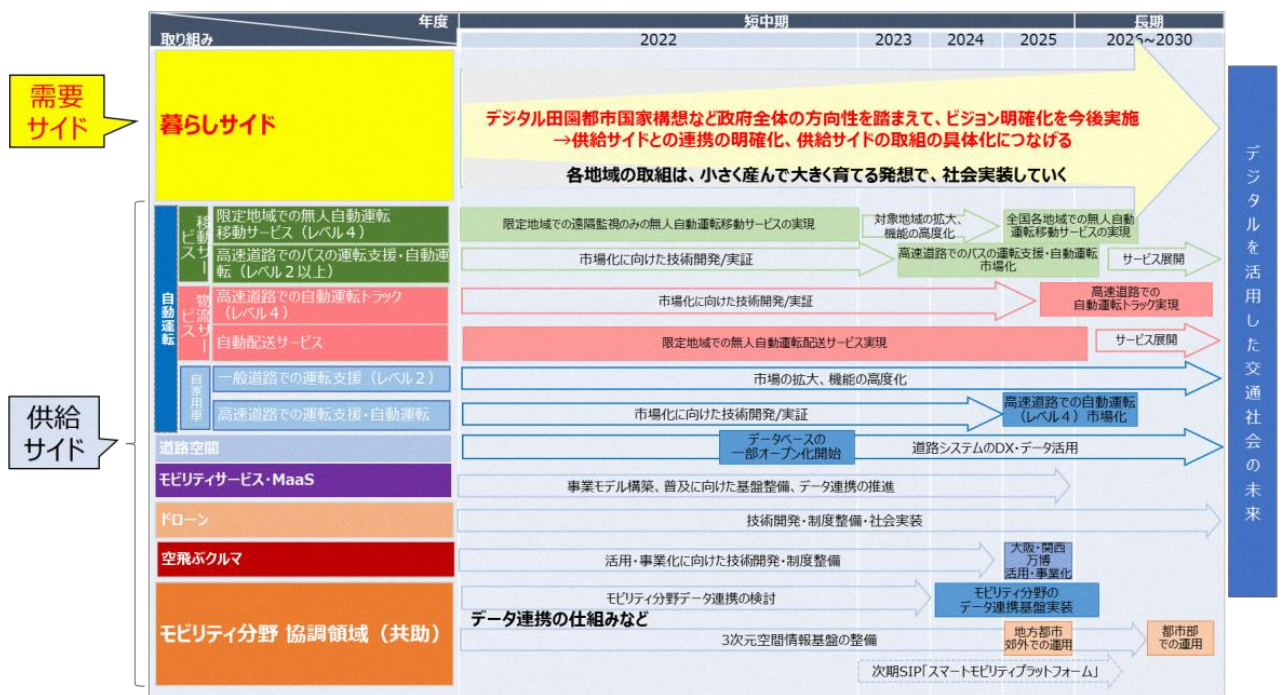 年度
取り組み
短中期
長期
2022
2023
2024
2025
2026~2030
需要
サイド
暮らしサイド
デジタル田園都市国家構想など政府全体の方向性を踏まえて、ビジョン明確化を今後実施
→供給サイドとの連携の明確化、供給サイドの取組の具体化につなげる
各地域の取組は、小さく産んで大きく育てる発想で、社会実装していく
供給
サイド
自動運転
移動サービス
限定地域での無人自動運転
移動サービス（レベル４）
限定地域での遠隔監視のみの無人自動運転移動サービスの実現
対象地域の拡大、
機能の高度化
全国各地域での無人自動
運転移動サービスの実現
高速道路でのバスの運転支援・自動運
転（レベル２以上）
市場化に向けた技術開発/実証
高速道路でのバスの運転支援・自動運転
市場化
サービス展開
物流サービス
高速道路での自動運転トラック
（レベル４）
市場化に向けた技術開発/実証
高速道路での
自動運転トラック実現
自動配送サービス
限定地域での無人自動運転配送サービス実現
サービス展開
自家用車
一般道路での運転支援（レベル２）
市場の拡大、機能の高度化
高速道路での運転支援・自動運転
市場化に向けた技術開発/実証
高速道路での自動運転
（レベル４）市場化
道路空間
データベースの
一部オープン化開始
道路システムのDX・データ活用
モビリティサービス・MaaS
事業モデル構築、普及に向けた基盤整備、データ連携の推進
ドローン
技術開発・制度整備・社会実装
空飛ぶクルマ
活用・事業化に向けた技術開発・制度整備
大阪・関西
万博
活用・事業化
モビリティ分野 協調領域（共助）
モビリティ分野データ連携の検討
モビリティ分野の
データ連携基盤実装
データ連携の仕組みなど
3次元空間情報基盤の整備
地方都市
郊外での運用
都市部
での運用
次期SIP「スマートモビリティプラットフォーム」
デジタルを活用した交通社会の未来